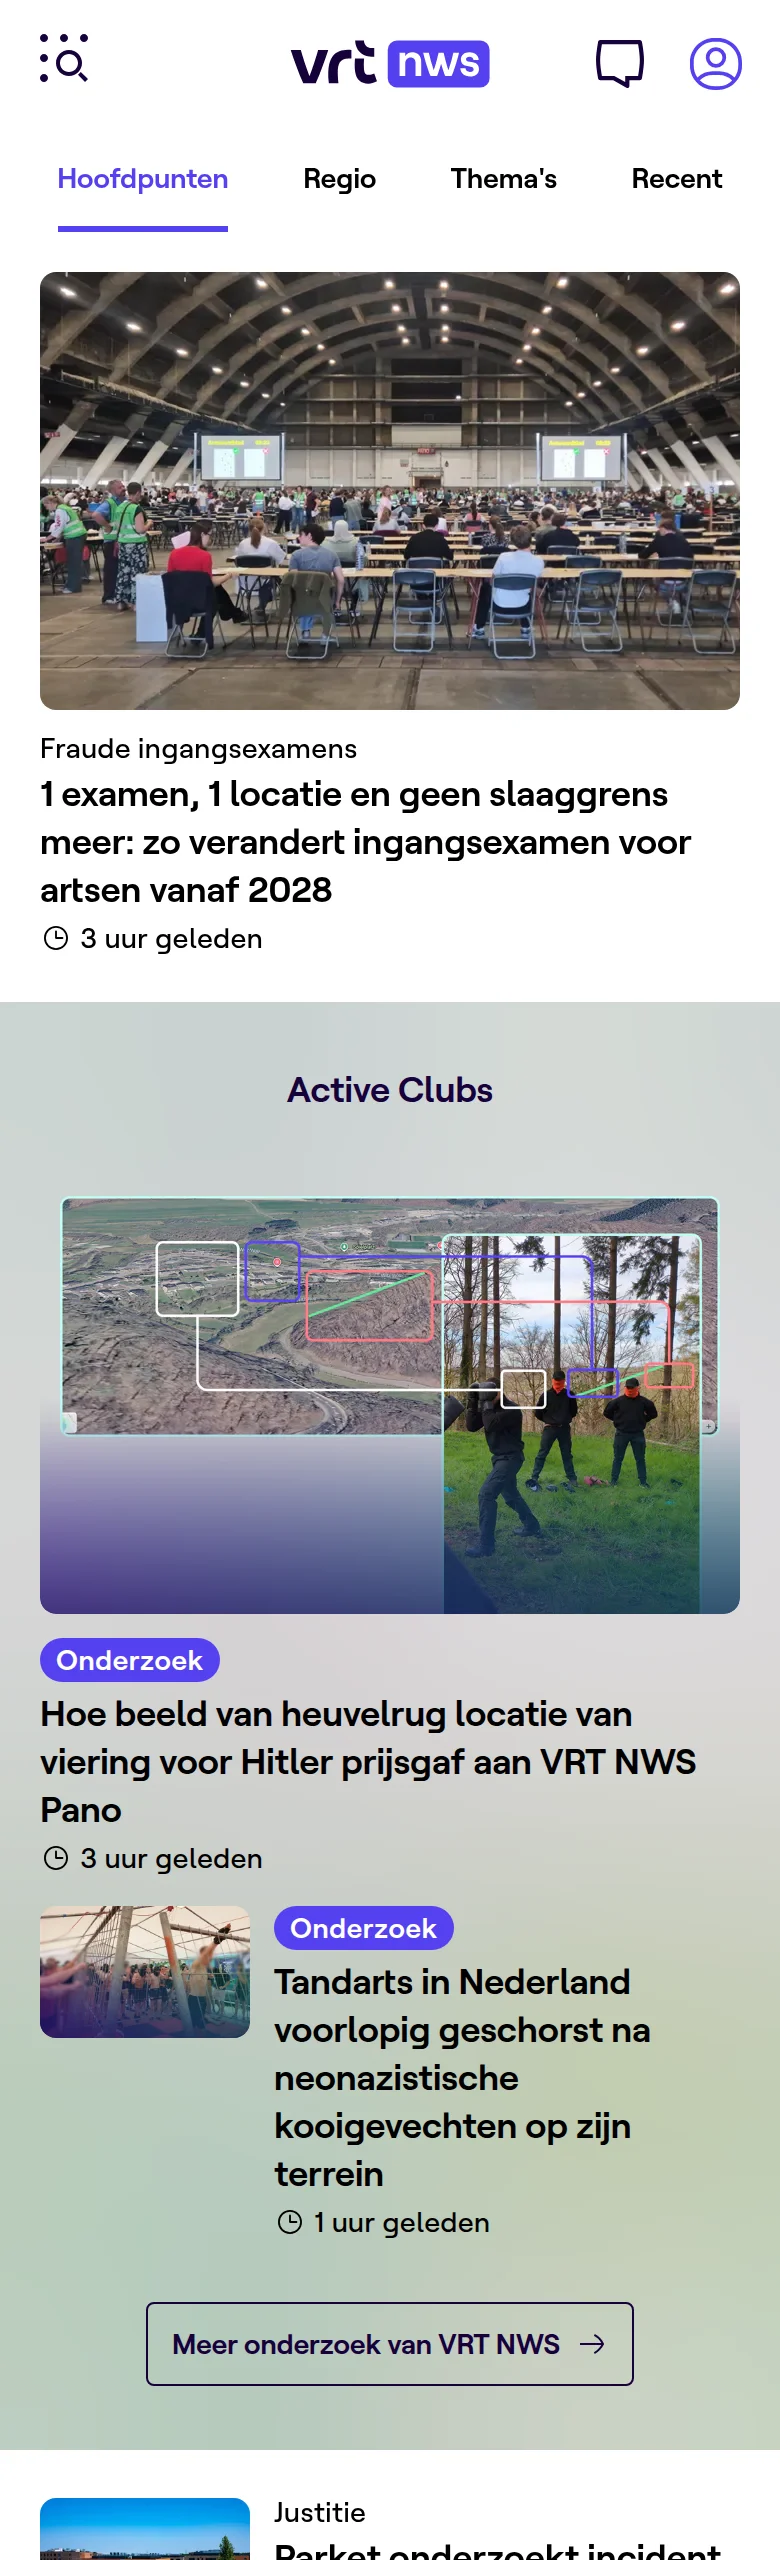 vrt nws
Hoofdpunten
Regio
Thema's
Recent
Fraude ingangsexamens
1 examen, 1 locatie en geen slaaggrens
meer: zo verandert ingangsexamen voor
artsen vanaf 2028
3 uur geleden
Active Clubs
Onderzoek
Hoe beeld van heuvelrug locatie van
viering voor Hitler prijsgaf aan VRT NWS
Pano
3 uur geleden
Onderzoek
Tandarts in Nederland
voorlopig geschorst na
neonazistische
kooigevechten op zijn
terrein
1 uur geleden
Meer onderzoek van VRT NWS
Justitie
Parket onderzoekt incident